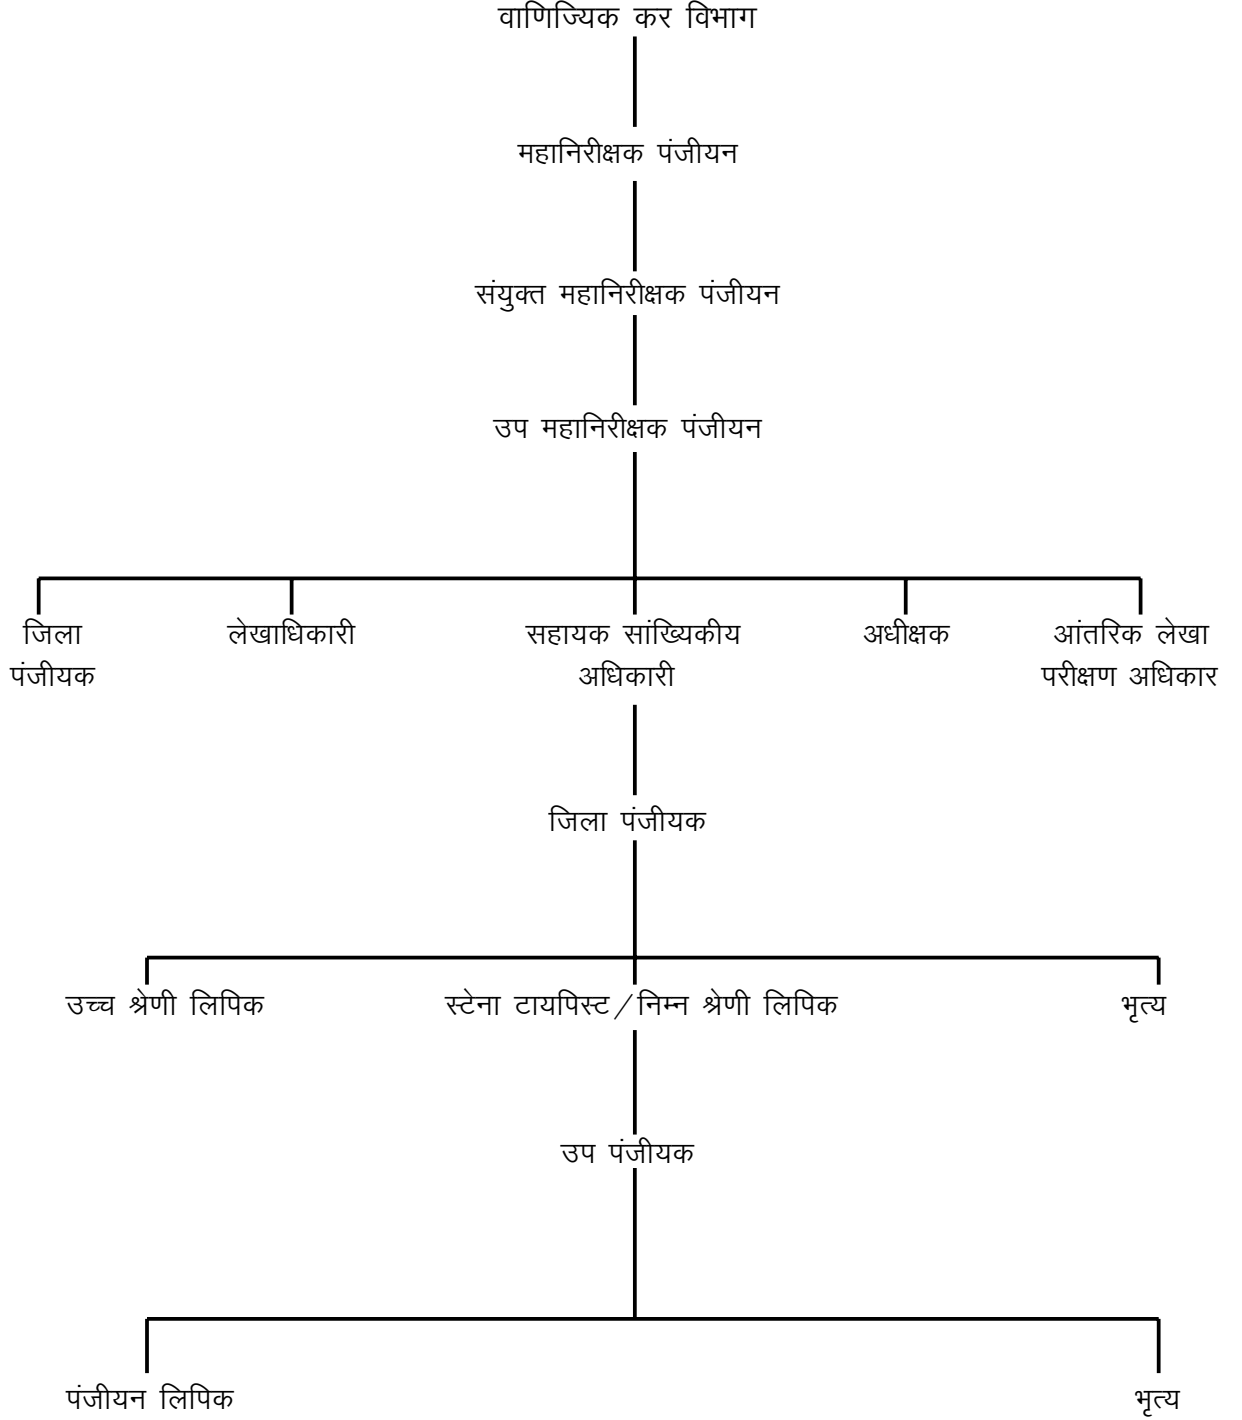 वाणिज्यिक कर विभाग
महानिरीक्षक पंजीयन
संयुक्त महानिरीक्षक पंजीयन
उप महानिरीक्षक पंजीयन
जिला
पंजीयक
लेखाधिकारी
सहायक सांख्यिकीय
अधिकारी
अधीक्षक
आंतरिक लेखा
परीक्षण अधिकार
जिला पंजीयक
उच्च श्रेणी लिपिक
स्टेना टायपिस्ट/निम्न श्रेणी लिपिक
भृत्य
उप पंजीयक
पंजीयन लिपिक
भृत्य